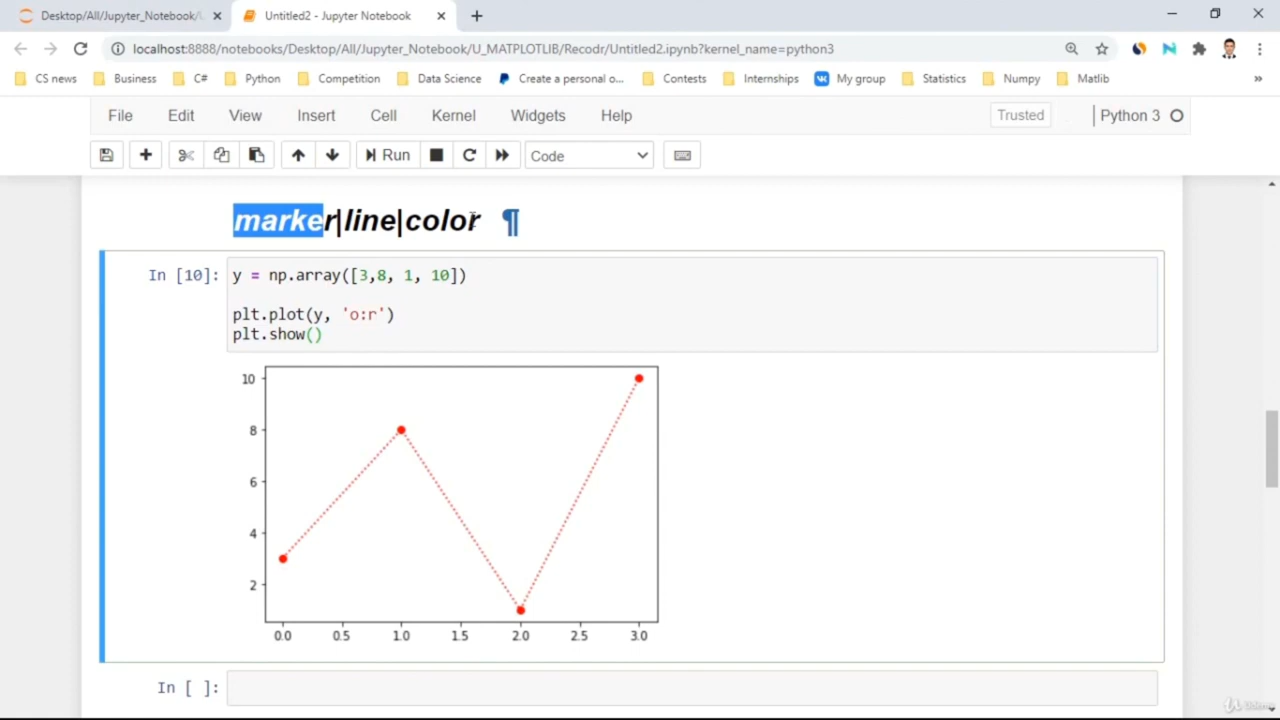 Desktop/All/Jupyter_Notebook/
Untitled2 - Jupyter Notebook
localhost:8888/notebooks/Desktop/All/Jupyter_Notebook/U_MATPLOTLIB/Recodr/Untitled2.ipynb?kernel_name=python3
CS news Business C# Python Competition Data Science Create a personal o... Contests Internships My group Statistics Numpy Matlib »
File Edit View Insert Cell Kernel Widgets Help Trusted Python 3
Run Code
marker|line|color ¶
In [10]: y = np.array([3,8, 1, 10])
plt.plot(y, 'o:r')
plt.show()
10
8
6
4
2
0.0 0.5 1.0 1.5 2.0 2.5 3.0
In [ ]: